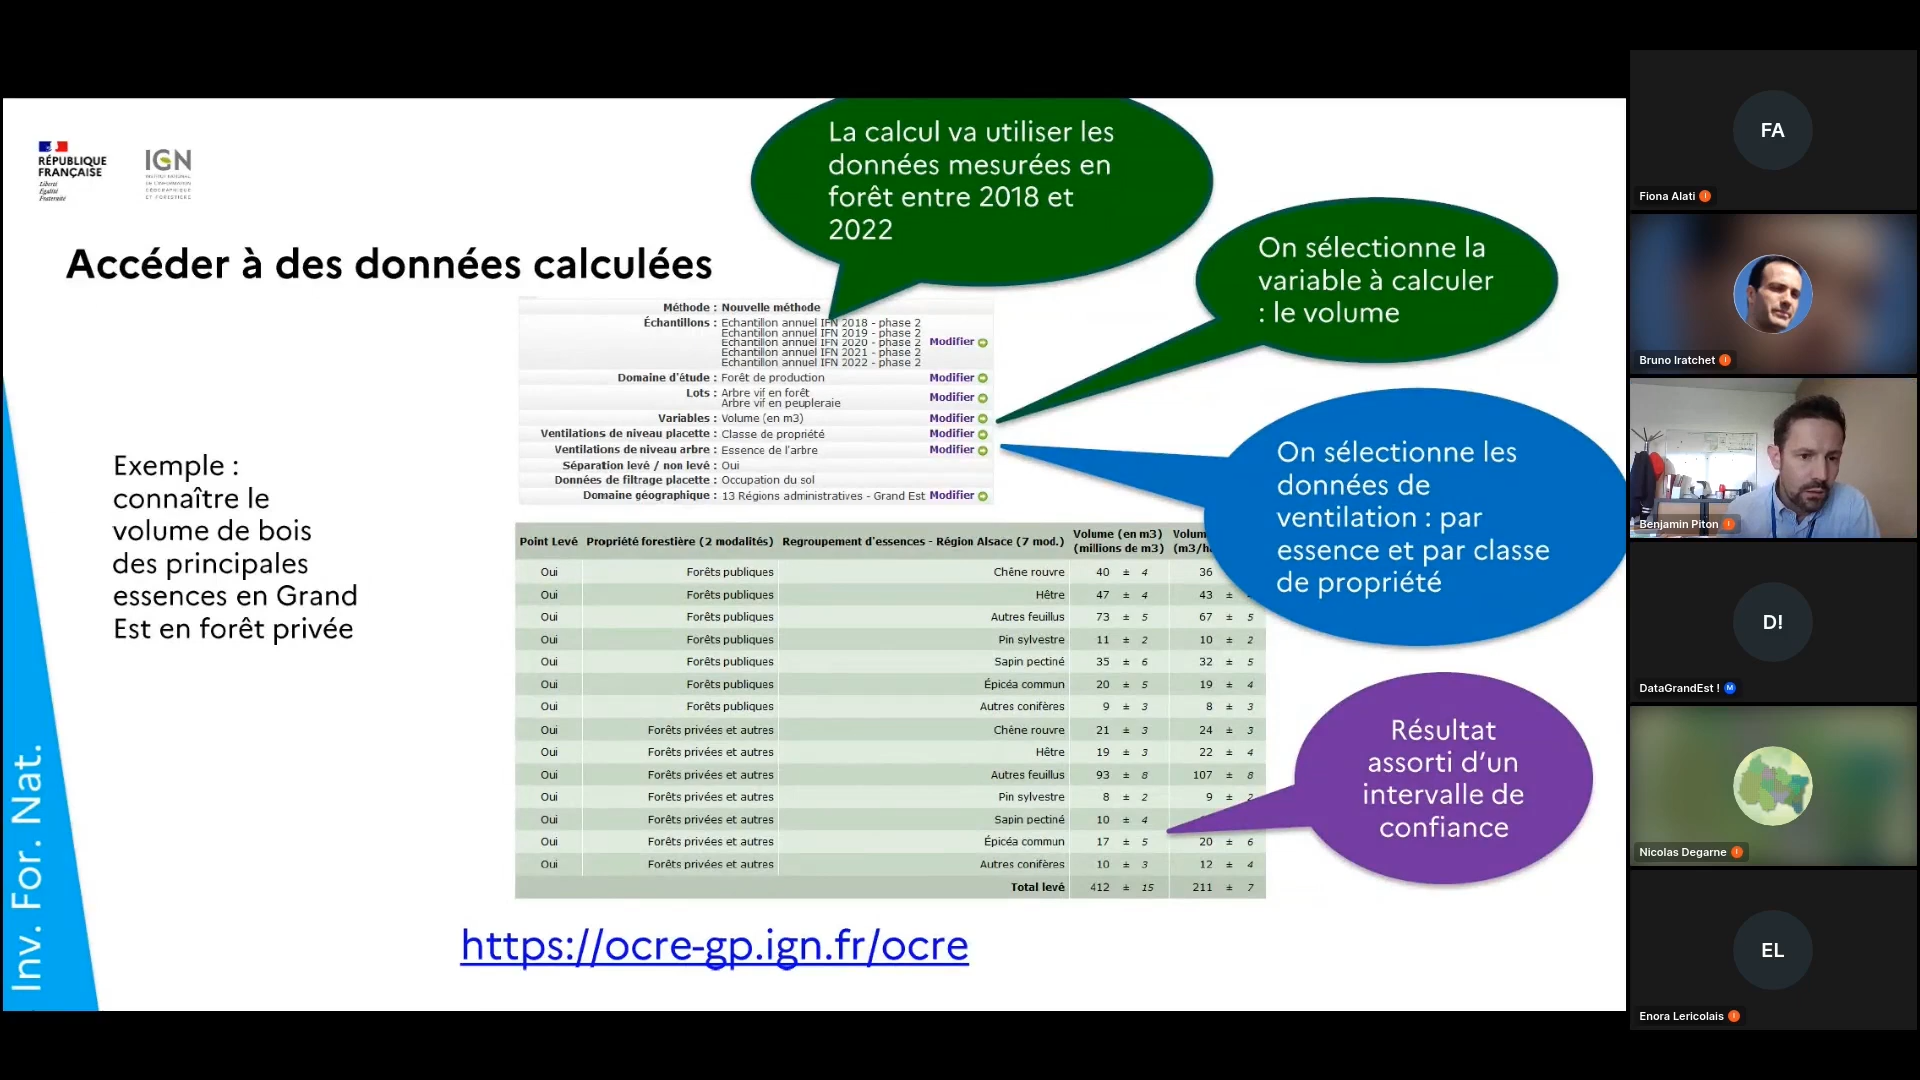 RÉPUBLIQUE
FRANÇAISE
Liberté
Égalité
Fraternité
IGN
INSTITUT NATIONAL
DE L'INFORMATION
GÉOGRAPHIQUE
ET FORESTIÈRE
Accéder à des données calculées
La calcul va utiliser les
données mesurées en
forêt entre 2018 et
2022
On sélectionne la
variable à calculer
: le volume
Méthode : Nouvelle méthode
Échantillons : Echantillon annuel IFN 2018 - phase 2
Echantillon annuel IFN 2019 - phase 2
Echantillon annuel IFN 2020 - phase 2 Modifier
Echantillon annuel IFN 2021 - phase 2
Echantillon annuel IFN 2022 - phase 2
Domaine d'étude : Forêt de production Modifier
Lots : Arbre vif en forêt Modifier
Arbre vif en peupleraie
Variables : Volume (en m3) Modifier
Ventilations de niveau placette : Classe de propriété Modifier
Ventilations de niveau arbre : Essence de l'arbre Modifier
Séparation levé / non levé : Oui
Données de filtrage placette : Occupation du sol
Domaine géographique : 13 Régions administratives - Grand Est Modifier
On sélectionne les
données de
ventilation : par
essence et par classe
de propriété
Exemple :
connaître le
volume de bois
des principales
essences en Grand
Est en forêt privée
Point Levé Propriété forestière (2 modalités) Regroupement d'essences - Région Alsace (7 mod.) Volume (en m3) (millions de m3) Volum (m3/h
Oui Forêts publiques Chêne rouvre 40 ± 4 36
Oui Forêts publiques Hêtre 47 ± 4 43 ±
Oui Forêts publiques Autres feuillus 73 ± 5 67 ± 5
Oui Forêts publiques Pin sylvestre 11 ± 2 10 ± 2
Oui Forêts publiques Sapin pectiné 35 ± 6 32 ± 5
Oui Forêts publiques Épicéa commun 20 ± 5 19 ± 4
Oui Forêts publiques Autres conifères 9 ± 3 8 ± 3
Oui Forêts privées et autres Chêne rouvre 21 ± 3 24 ± 3
Oui Forêts privées et autres Hêtre 19 ± 3 22 ± 4
Oui Forêts privées et autres Autres feuillus 93 ± 8 107 ± 8
Oui Forêts privées et autres Pin sylvestre 8 ± 2 9 ± 2
Oui Forêts privées et autres Sapin pectiné 10 ± 4
Oui Forêts privées et autres Épicéa commun 17 ± 5 20 ± 6
Oui Forêts privées et autres Autres conifères 10 ± 3 12 ± 4
Total levé 412 ± 15 211 ± 7
Résultat
assorti d'un
intervalle de
confiance
https://ocre-gp.ign.fr/ocre
Inv. For. Nat.
FA
Fiona Alati
Bruno Iratchet
Benjamin Piton
D!
DataGrandEst !
M
Nicolas Degarne
EL
Enora Lericolais